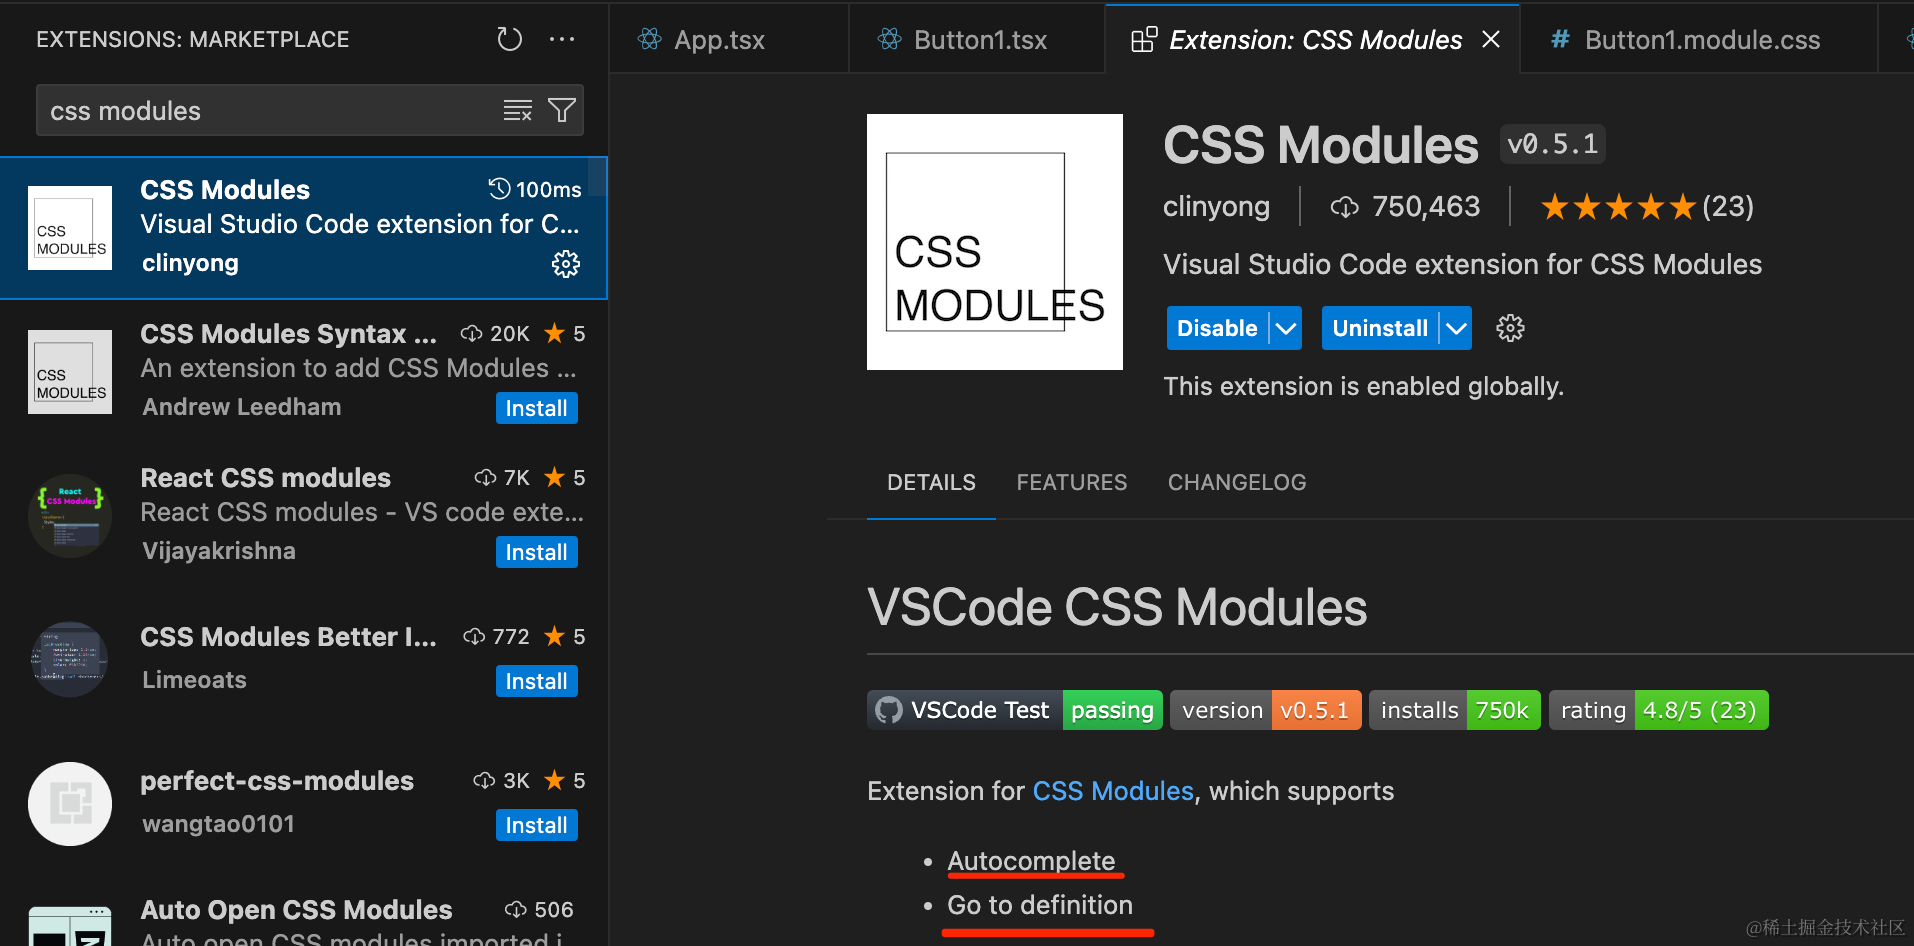 EXTENSIONS: MARKETPLACE
css modules
CSS Modules
100ms
Visual Studio Code extension for C...
clinyong
CSS
MODULES
CSS Modules Syntax ...
20K
5
An extension to add CSS Modules ...
Andrew Leedham
Install
CSS
MODULES
React CSS modules
7K
5
React CSS modules - VS code exte...
Vijayakrishna
Install
React
CSS Modules
CSS Modules Better I...
772
5
Limeoats
Install
perfect-css-modules
3K
5
wangtao0101
Install
Auto Open CSS Modules
506
Auto open CSS modules imported i
App.tsx
Button1.tsx
Extension: CSS Modules
# Button1.module.css
CSS
MODULES
CSS Modules
v0.5.1
clinyong
750,463
(23)
Visual Studio Code extension for CSS Modules
Disable
Uninstall
This extension is enabled globally.
DETAILS
FEATURES
CHANGELOG
VSCode CSS Modules
VSCode Test passing
version v0.5.1
installs 750k
rating 4.8/5 (23)
Extension for CSS Modules, which supports
• Autocomplete
• Go to definition
@稀土掘金技术社区